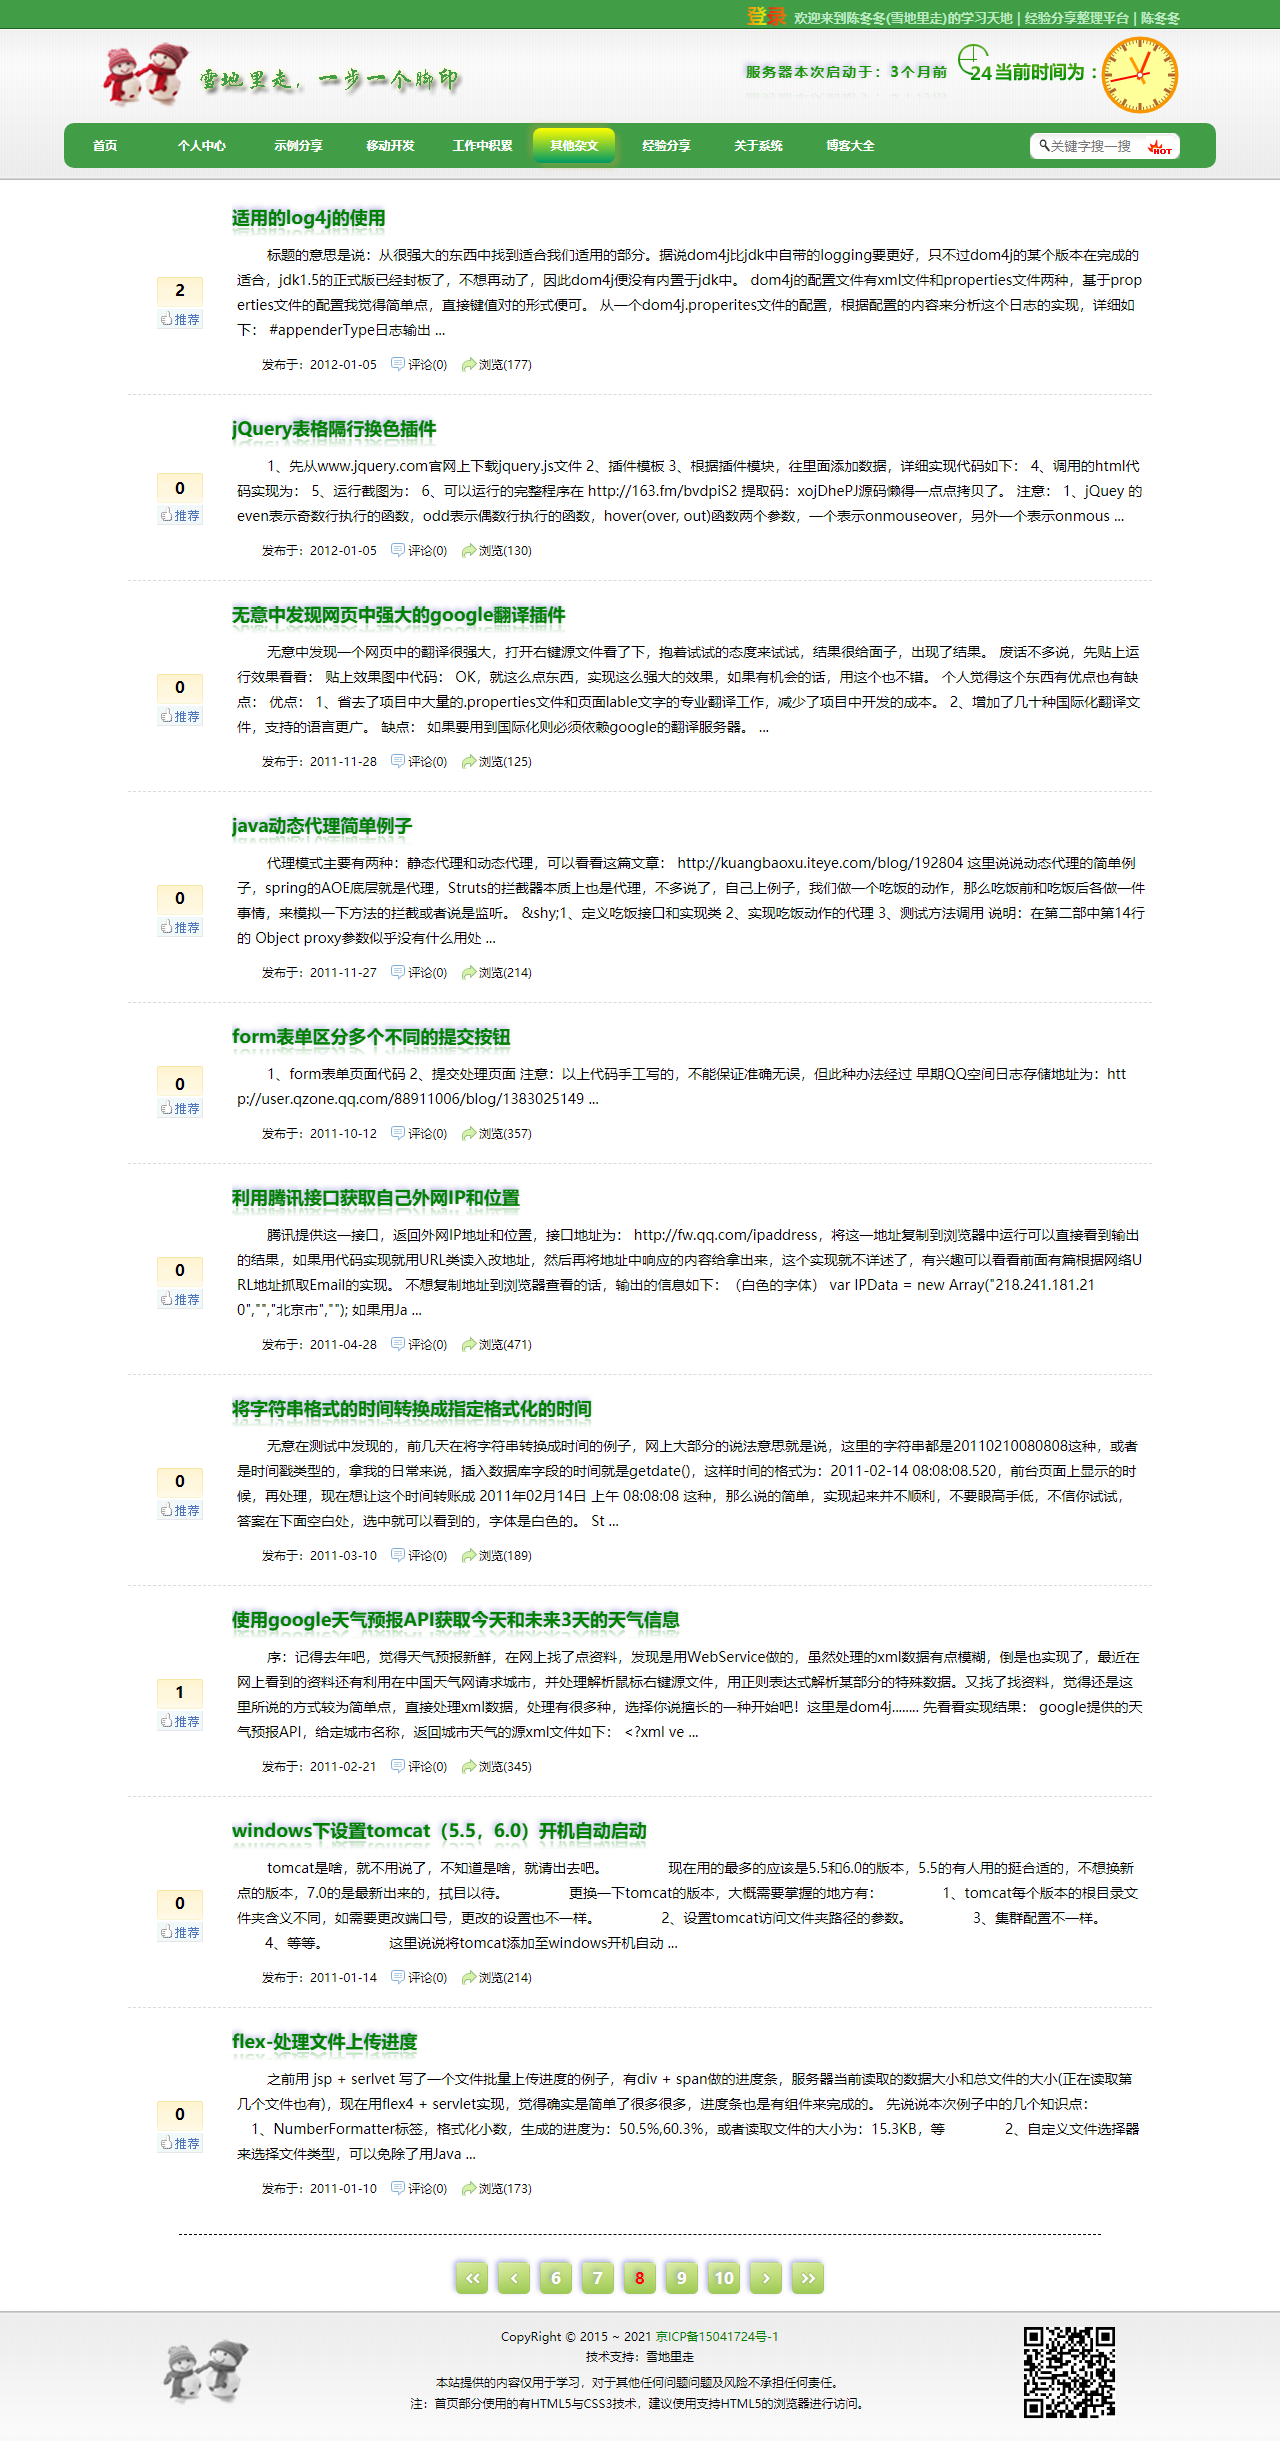 登录 欢迎来到陈冬冬(雪地里走)的学习天地 | 经验分享整理平台 | 陈冬冬
雪地里走，一步一个脚印
服务器本次启动于：3个月前 24 当前时间为：
首页 个人中心 示例分享 移动开发 工作中积累 其他杂文 经验分享 关于系统 博客大全 关键字搜一搜 HOT
适用的log4j的使用
标题的意思是说：从很强大的东西中找到适合我们适用的部分。据说dom4j比jdk中自带的logging要更好，只不过dom4j的某个版本在完成的
适合，jdk1.5的正式版已经封板了，不想再动了，因此dom4j便没有内置于jdk中。 dom4j的配置文件有xml文件和properties文件两种，基于prop
erties文件的配置我觉得简单点，直接键值对的形式便可。 从一个dom4j.properites文件的配置，根据配置的内容来分析这个日志的实现，详细如
下： #appenderType日志输出 ...
2
推荐
发布于：2012-01-05 评论(0) 浏览(177)
jQuery表格隔行换色插件
1、先从www.jquery.com官网上下载jquery.js文件 2、插件模板 3、根据插件模块，往里面添加数据，详细实现代码如下： 4、调用的html代
码实现为： 5、运行截图为： 6、可以运行的完整程序在 http://163.fm/bvdpiS2 提取码：xojDhePJ源码懒得一点点拷贝了。 注意： 1、jQuey 的
even表示奇数行执行的函数，odd表示偶数行执行的函数，hover(over, out)函数两个参数，一个表示onmouseover，另外一个表示onmous ...
0
推荐
发布于：2012-01-05 评论(0) 浏览(130)
无意中发现网页中强大的google翻译插件
无意中发现一个网页中的翻译很强大，打开右键源文件看了下，抱着试试的态度来试试，结果很给面子，出现了结果。 废话不多说，先贴上运
行效果看看： 贴上效果图中代码： OK，就这么点东西，实现这么强大的效果，如果有机会的话，用这个也不错。 个人觉得这个东西有优点也有缺
点： 优点： 1、省去了项目中大量的.properties文件和页面lable文字的专业翻译工作，减少了项目中开发的成本。 2、增加了几十种国际化翻译文
件，支持的语言更广。 缺点： 如果要用到国际化则必须依赖google的翻译服务器。 ...
0
推荐
发布于：2011-11-28 评论(0) 浏览(125)
java动态代理简单例子
代理模式主要有两种：静态代理和动态代理，可以看看这篇文章： http://kuangbaoxu.iteye.com/blog/192804 这里说说动态代理的简单例
子，spring的AOE底层就是代理，Struts的拦截器本质上也是代理，不多说了，自己上例子，我们做一个吃饭的动作，那么吃饭前和吃饭后各做一件
事情，来模拟一下方法的拦截或者说是监听。 &shy;1、定义吃饭接口和实现类 2、实现吃饭动作的代理 3、测试方法调用 说明：在第二部中第14行
的 Object proxy参数似乎没有什么用处 ...
0
推荐
发布于：2011-11-27 评论(0) 浏览(214)
form表单区分多个不同的提交按钮
1、form表单页面代码 2、提交处理页面 注意：以上代码手工写的，不能保证准确无误，但此种办法经过 早期QQ空间日志存储地址为：htt
p://user.qzone.qq.com/88911006/blog/1383025149 ...
0
推荐
发布于：2011-10-12 评论(0) 浏览(357)
利用腾讯接口获取自己外网IP和位置
腾讯提供这一接口，返回外网IP地址和位置，接口地址为： http://fw.qq.com/ipaddress，将这一地址复制到浏览器中运行可以直接看到输出
的结果，如果用代码实现就用URL类读入改地址，然后再将地址中响应的内容给拿出来，这个实现就不详述了，有兴趣可以看看前面有篇根据网络U
RL地址抓取Email的实现。 不想复制地址到浏览器查看的话，输出的信息如下：（白色的字体） var IPData = new Array("218.241.181.21
0","","北京市",""); 如果用Ja ...
0
推荐
发布于：2011-04-28 评论(0) 浏览(471)
将字符串格式的时间转换成指定格式化的时间
无意在测试中发现的，前几天在将字符串转换成时间的例子，网上大部分的说法意思就是说，这里的字符串都是20110210080808这种，或者
是时间戳类型的，拿我的日常来说，插入数据库字段的时间就是getdate()，这样时间的格式为：2011-02-14 08:08:08.520，前台页面上显示的时
候，再处理，现在想让这个时间转账成 2011年02月14日 上午 08:08:08 这种，那么说的简单，实现起来并不顺利，不要眼高手低，不信你试试，
答案在下面空白处，选中就可以看到的，字体是白色的。 St ...
0
推荐
发布于：2011-03-10 评论(0) 浏览(189)
使用google天气预报API获取今天和未来3天的天气信息
序：记得去年吧，觉得天气预报新鲜，在网上找了点资料，发现是用WebService做的，虽然处理的xml数据有点模糊，倒是也实现了，最近在
网上看到的资料还有利用在中国天气网请求城市，并处理解析鼠标右键源文件，用正则表达式解析某部分的特殊数据。又找了找资料，觉得还是这
里所说的方式较为简单点，直接处理xml数据，处理有很多种，选择你说擅长的一种开始吧！这里是dom4j........ 先看看实现结果： google提供的天
气预报API，给定城市名称，返回城市天气的源xml文件如下： <?xml ve ...
1
推荐
发布于：2011-02-21 评论(0) 浏览(345)
windows下设置tomcat（5.5，6.0）开机自动启动
tomcat是啥，就不用说了，不知道是啥，就请出去吧。 现在用的最多的应该是5.5和6.0的版本，5.5的有人用的挺合适的，不想换新
点的版本，7.0的是最新出来的，拭目以待。 更换一下tomcat的版本，大概需要掌握的地方有： 1、tomcat每个版本的根目录文
件夹含义不同，如需要更改端口号，更改的设置也不一样。 2、设置tomcat访问文件夹路径的参数。 3、集群配置不一样。
4、等等。 这里说说将tomcat添加至windows开机自动 ...
0
推荐
发布于：2011-01-14 评论(0) 浏览(214)
flex-处理文件上传进度
之前用 jsp + serlvet 写了一个文件批量上传进度的例子，有div + span做的进度条，服务器当前读取的数据大小和总文件的大小(正在读取第
几个文件也有)，现在用flex4 + servlet实现，觉得确实是简单了很多很多，进度条也是有组件来完成的。 先说说本次例子中的几个知识点：
1、NumberFormatter标签，格式化小数，生成的进度为：50.5%,60.3%，或者读取文件的大小为：15.3KB，等 2、自定义文件选择器
来选择文件类型，可以免除了用Java ...
0
推荐
发布于：2011-01-10 评论(0) 浏览(173)
<< < 6 7 8 9 10 > >>
CopyRight © 2015 ~ 2021 京ICP备15041724号-1
技术支持：雪地里走
本站提供的内容仅用于学习，对于其他任何问题问题及风险不承担任何责任。
注：首页部分使用的有HTML5与CSS3技术，建议使用支持HTML5的浏览器进行访问。